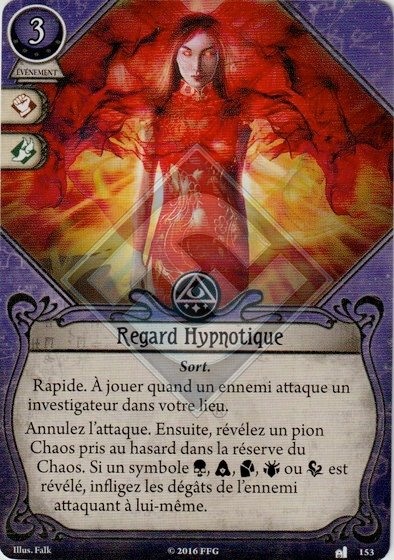 3
ÉVÉNEMENT
Regard Hypnotique
Sort.
Rapide. À jouer quand un ennemi attaque un
investigateur dans votre lieu.
Annulez l'attaque. Ensuite, révélez un pion
Chaos pris au hasard dans la réserve du
Chaos. Si un symbole , , , ou est
révélé, infligez les dégâts de l'ennemi
attaquant à lui-même.
Illus. Falk © 2016 FFG 153